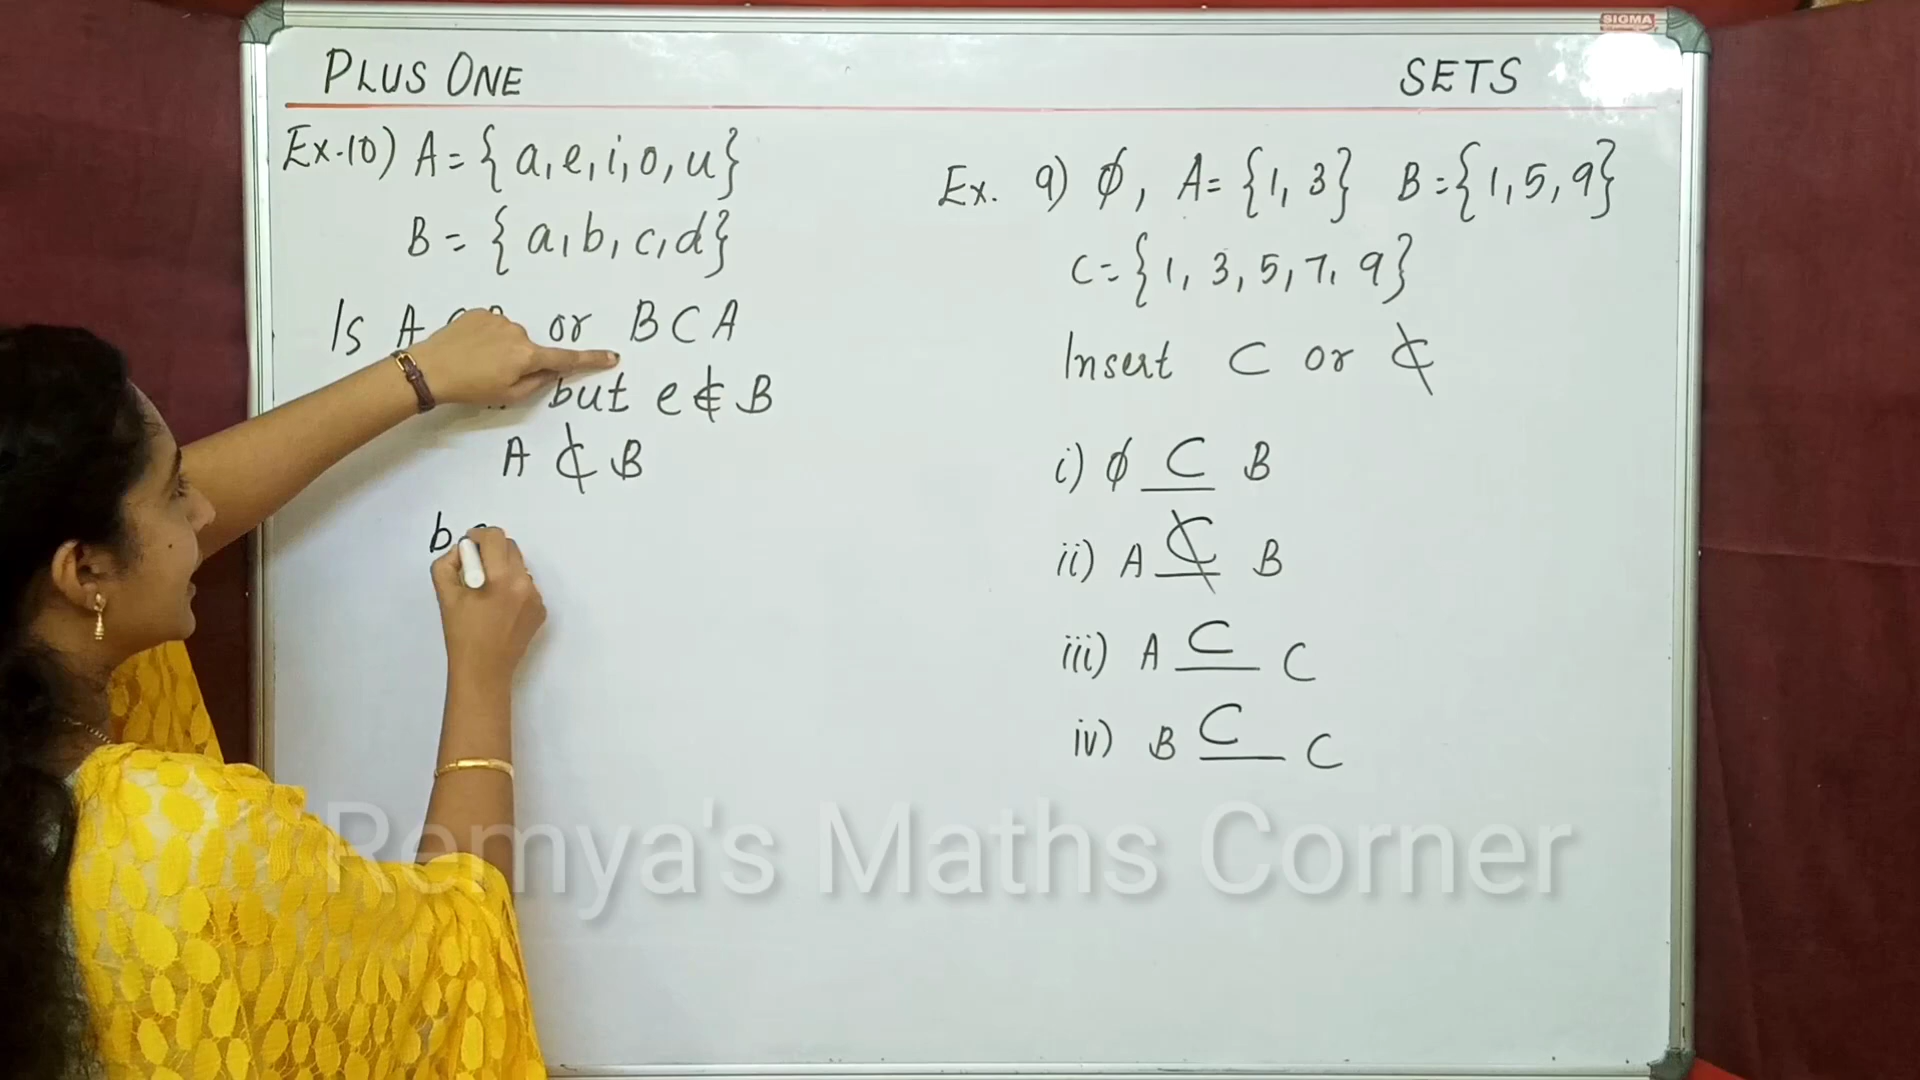 SIGMA
PLUS ONE SETS
Ex.10) A = { a, e, i, o, u}
B = { a, b, c, d}
Is A ⊂ B or B ⊂ A
but e ∉ B
A ⊄ B
b
Ex. 9) ϕ, A = {1, 3} B = {1, 5, 9}
C = {1, 3, 5, 7, 9}
Insert ⊂ or ⊄
i) ϕ ⊂ B
ii) A ⊄ B
iii) A ⊂ C
iv) B ⊂ C
Remya's Maths Corner